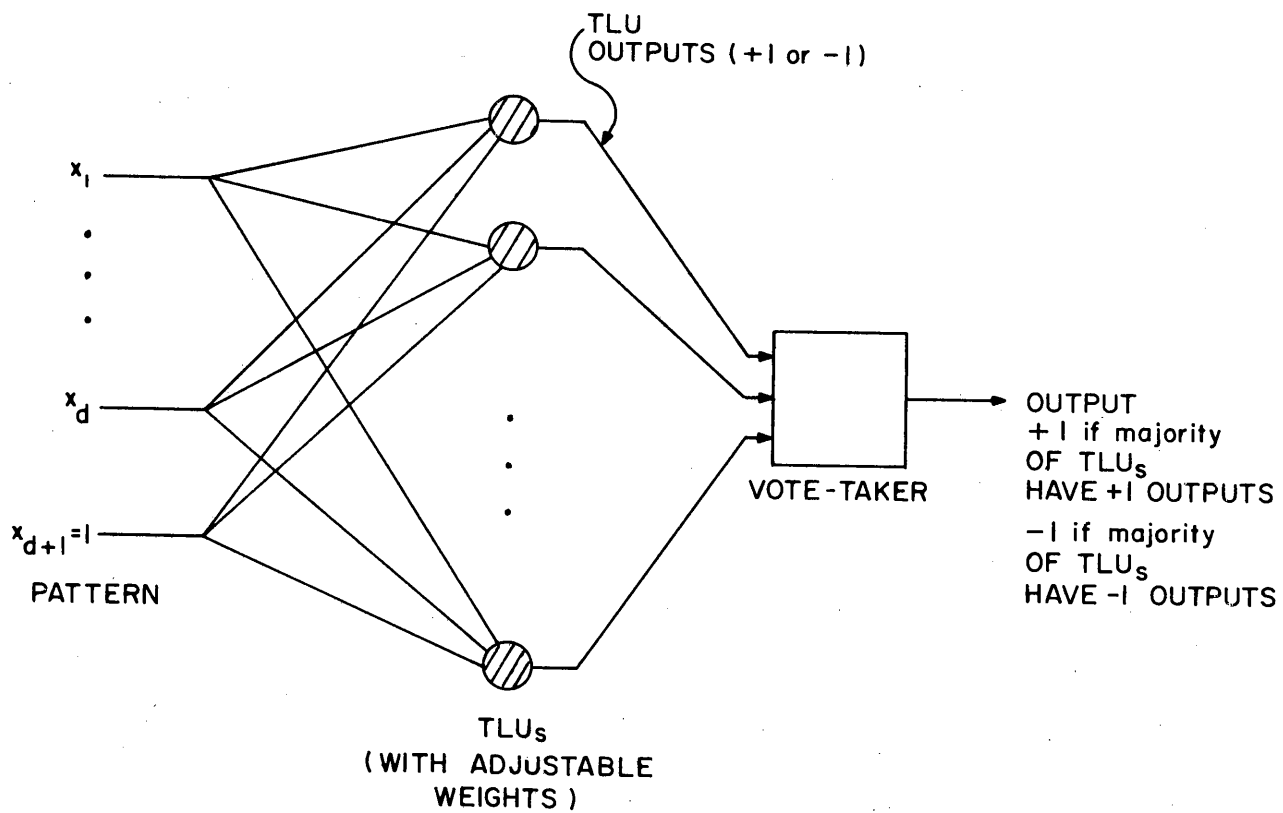 TLU
OUTPUTS (+1 or -1)
x1
xd
xd+1=1
PATTERN
TLUs
(WITH ADJUSTABLE
WEIGHTS)
VOTE-TAKER
OUTPUT
+1 if majority
OF TLUs
HAVE +1 OUTPUTS
-1 if majority
OF TLUs
HAVE -1 OUTPUTS